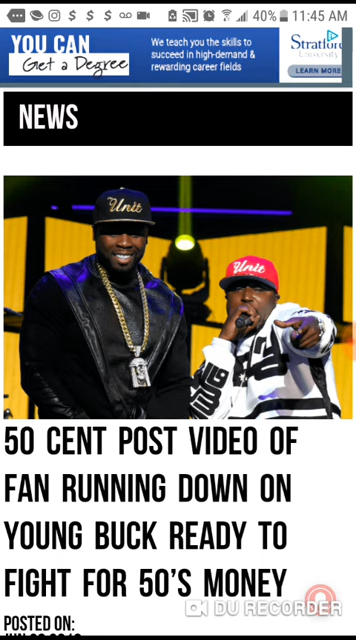 40% 11:45 AM
YOU CAN
Get a Degree
We teach you the skills to
succeed in high-demand &
rewarding career fields
Stratford
University
LEARN MORE
NEWS
Unit
Unit
50 CENT POST VIDEO OF
FAN RUNNING DOWN ON
YOUNG BUCK READY TO
FIGHT FOR 50'S MONEY
DU RECORDER
POSTED ON: